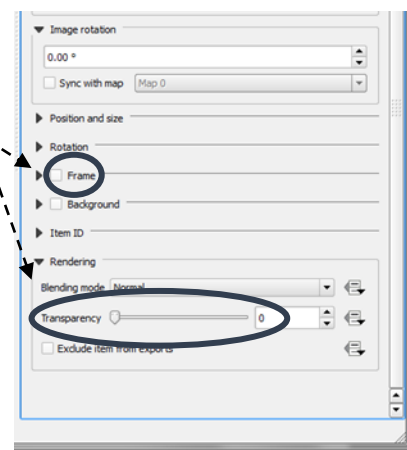 Image rotation
0.00 °
Sync with map Map 0
Position and size
Rotation
Frame
Background
Item ID
Rendering
Blending mode Normal
Transparency 0
Exclude item from exports